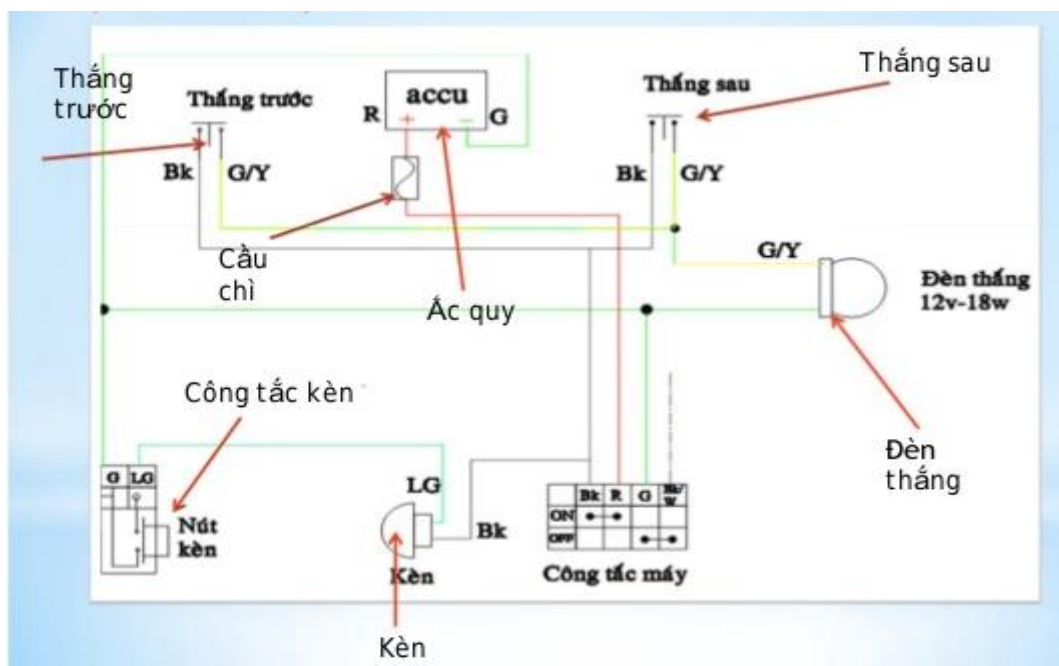 Thắng
trước
Thắng trước
accu
R + - G
Thắng sau
Thắng sau
Bk
G/Y
Bk
G/Y
Cầu
chì
Ắc quy
G/Y
Đèn thắng
12v-18w
Công tắc kèn
Đèn
thắng
G LG
Nút
kèn
LG
Bk
Kèn
Bk R G Bk/W
ON
OFF
Công tắc máy
Kèn